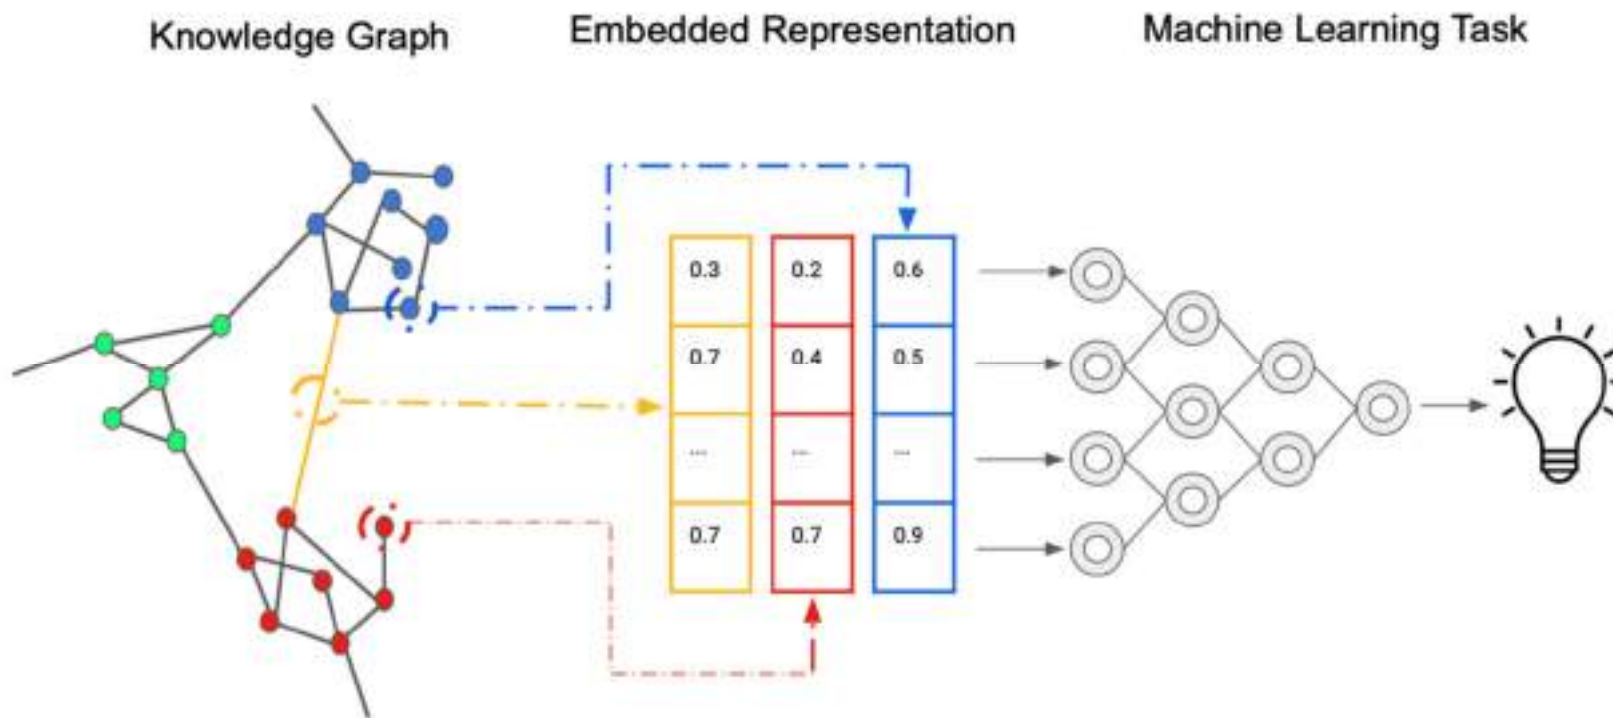 Knowledge Graph
Embedded Representation
Machine Learning Task
0.3 0.2 0.6
0.7 0.4 0.5
... ... ...
0.7 0.7 0.9